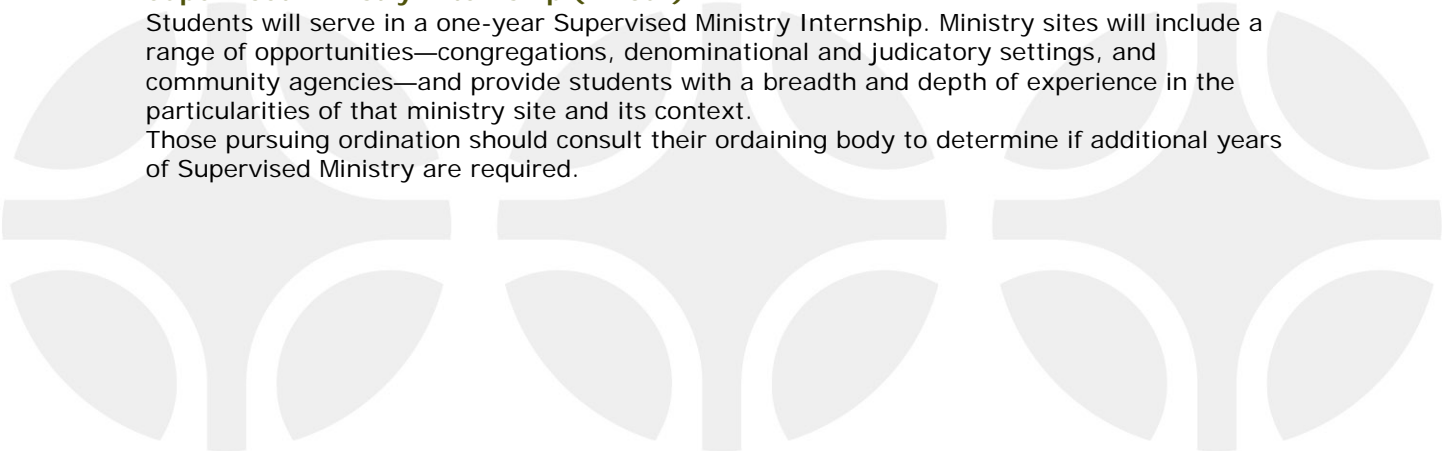 Students will serve in a one-year Supervised Ministry Internship. Ministry sites will include a
range of opportunities—congregations, denominational and judicatory settings, and
community agencies—and provide students with a breadth and depth of experience in the
particularities of that ministry site and its context.
Those pursuing ordination should consult their ordaining body to determine if additional years
of Supervised Ministry are required.